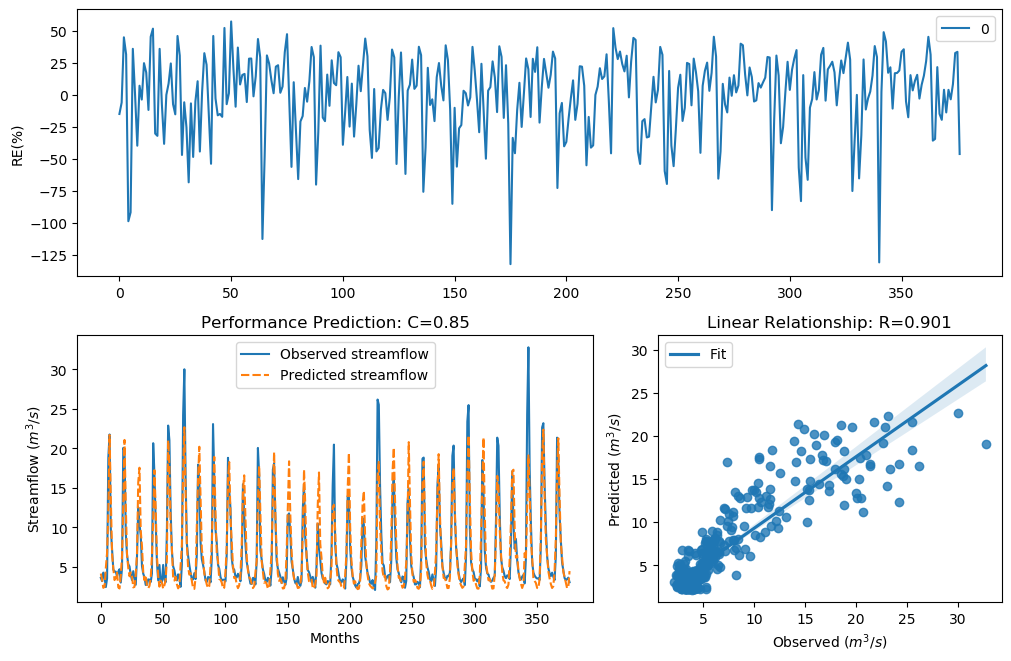 RE(%)
50
25
0
−25
−50
−75
−100
−125
0
0 50 100 150 200 250 300 350
Performance Prediction: C=0.85
Streamflow (m³/s)
30
25
20
15
10
5
Observed streamflow
Predicted streamflow
0 50 100 150 200 250 300 350
Months
Linear Relationship: R=0.901
Predicted (m³/s)
30
25
20
15
10
5
Fit
5 10 15 20 25 30
Observed (m³/s)